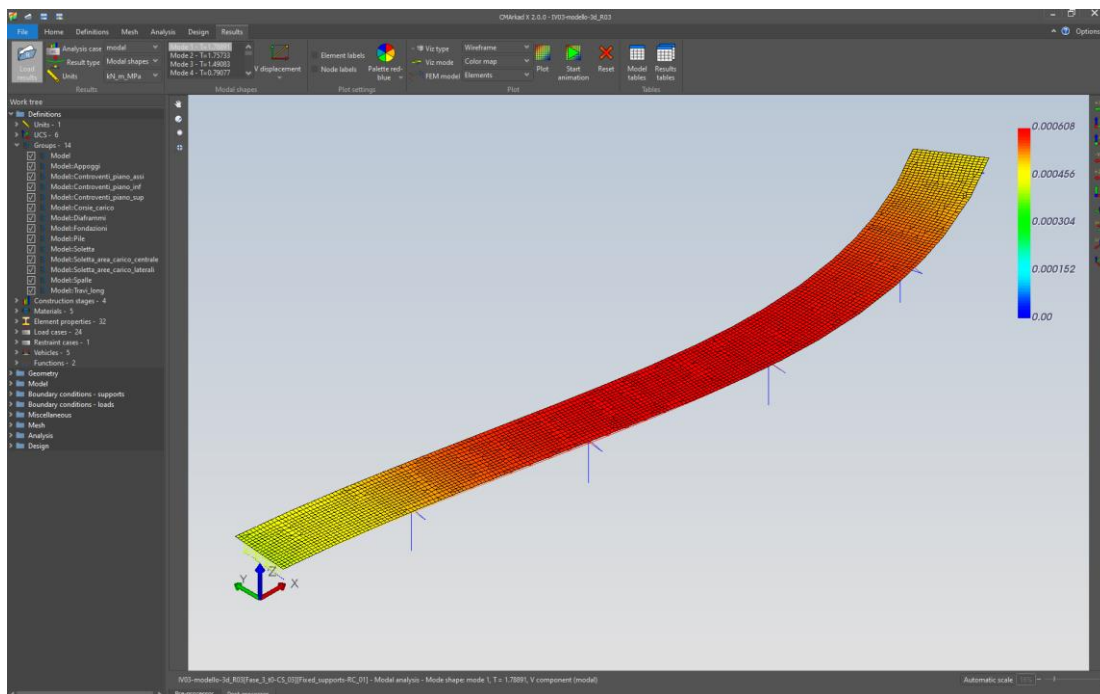 CMArkad X 2.0.0 - IV03-modello-3d_R03
File Home Definitions Mesh Analysis Design Results
Options
Load results
Analysis case modal
Result type Modal shapes
Units kN_m_MPa
Results
Mode 1 - T=1.78891
Mode 2 - T=1.75733
Mode 3 - T=1.49083
Mode 4 - T=0.79077
V displacement
Modal shapes
Element labels
Node labels
Palette red-blue
Plot settings
Viz type Wireframe
Viz mode Color map
FEM model Elements
Plot
Start animation
Reset
Plot
Model tables
Results tables
Tables
Work tree
Definitions
Units - 1
UCS - 6
Groups - 14
Model
Model::Appoggi
Model::Controventi_piano_assi
Model::Controventi_piano_inf
Model::Controventi_piano_sup
Model::Corsie_carico
Model::Diaframmi
Model::Fondazioni
Model::Pile
Model::Soletta
Model::Soletta_area_carico_centrale
Model::Soletta_aree_carico_laterali
Model::Spalle
Model::Travi_long
Construction stages - 4
Materials - 5
Element properties - 32
Load cases - 24
Restraint cases - 1
Vehicles - 5
Functions - 2
Geometry
Model
Boundary conditions - supports
Boundary conditions - loads
Miscellaneous
Mesh
Analysis
Design
0.000608
0.000456
0.000304
0.000152
0.00
Y Z X
IV03-modello-3d_R03[Fase_3_t0-CS_03][Fixed_supports-RC_01] - Modal analysis - Mode shape: mode 1, T = 1.78891, V component (modal)
Automatic scale